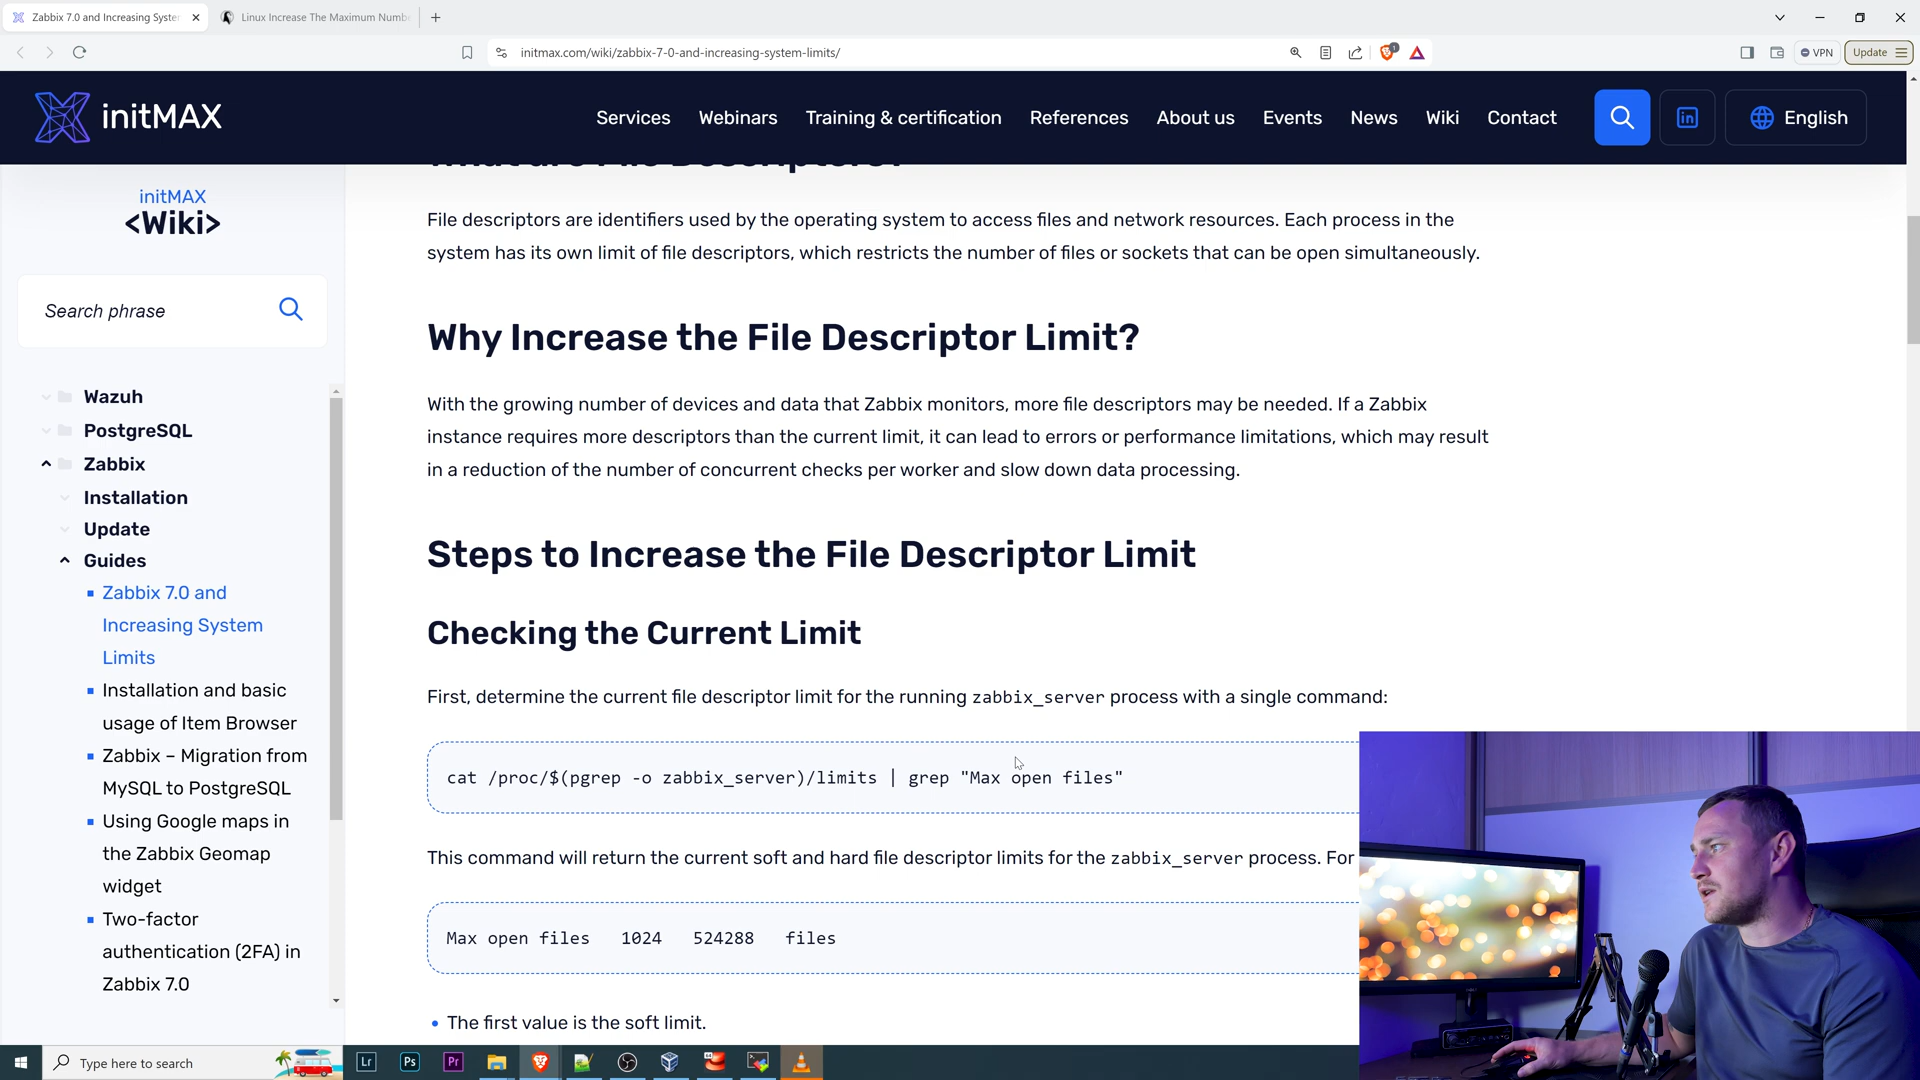 Zabbix 7.0 and Increasing Syste
Linux Increase The Maximum Numb
initmax.com/wiki/zabbix-7-0-and-increasing-system-limits/
VPN
Update
initMAX
Services
Webinars
Training & certification
References
About us
Events
News
Wiki
Contact
English
What are File Descriptors?
initMAX
<Wiki>
Search phrase
Wazuh
PostgreSQL
Zabbix
Installation
Update
Guides
Zabbix 7.0 and
Increasing System
Limits
Installation and basic
usage of Item Browser
Zabbix – Migration from
MySQL to PostgreSQL
Using Google maps in
the Zabbix Geomap
widget
Two-factor
authentication (2FA) in
Zabbix 7.0
File descriptors are identifiers used by the operating system to access files and network resources. Each process in the
system has its own limit of file descriptors, which restricts the number of files or sockets that can be open simultaneously.
Why Increase the File Descriptor Limit?
With the growing number of devices and data that Zabbix monitors, more file descriptors may be needed. If a Zabbix
instance requires more descriptors than the current limit, it can lead to errors or performance limitations, which may result
in a reduction of the number of concurrent checks per worker and slow down data processing.
Steps to Increase the File Descriptor Limit
Checking the Current Limit
First, determine the current file descriptor limit for the running zabbix_server process with a single command:
cat /proc/$(pgrep -o zabbix_server)/limits | grep "Max open files"
This command will return the current soft and hard file descriptor limits for the zabbix_server process. For
Max open files 1024 524288 files
The first value is the soft limit.
Type here to search
Lr
Ps
Pr